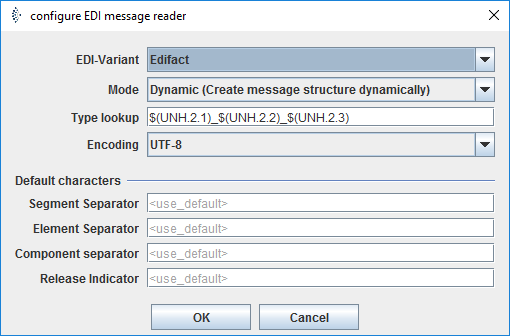 configure EDI message reader
EDI-Variant Edifact
Mode Dynamic (Create message structure dynamically)
Type lookup $(UNH.2.1)_$(UNH.2.2)_$(UNH.2.3)
Encoding UTF-8
Default characters
Segment Separator <use_default>
Element Separator <use_default>
Component separator <use_default>
Release Indicator <use_default>
OK Cancel